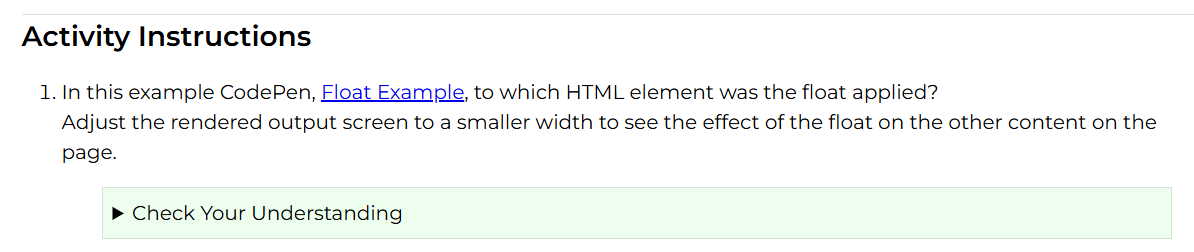 Activity Instructions
1. In this example CodePen, Float Example, to which HTML element was the float applied?
Adjust the rendered output screen to a smaller width to see the effect of the float on the other content on the
page.
Check Your Understanding